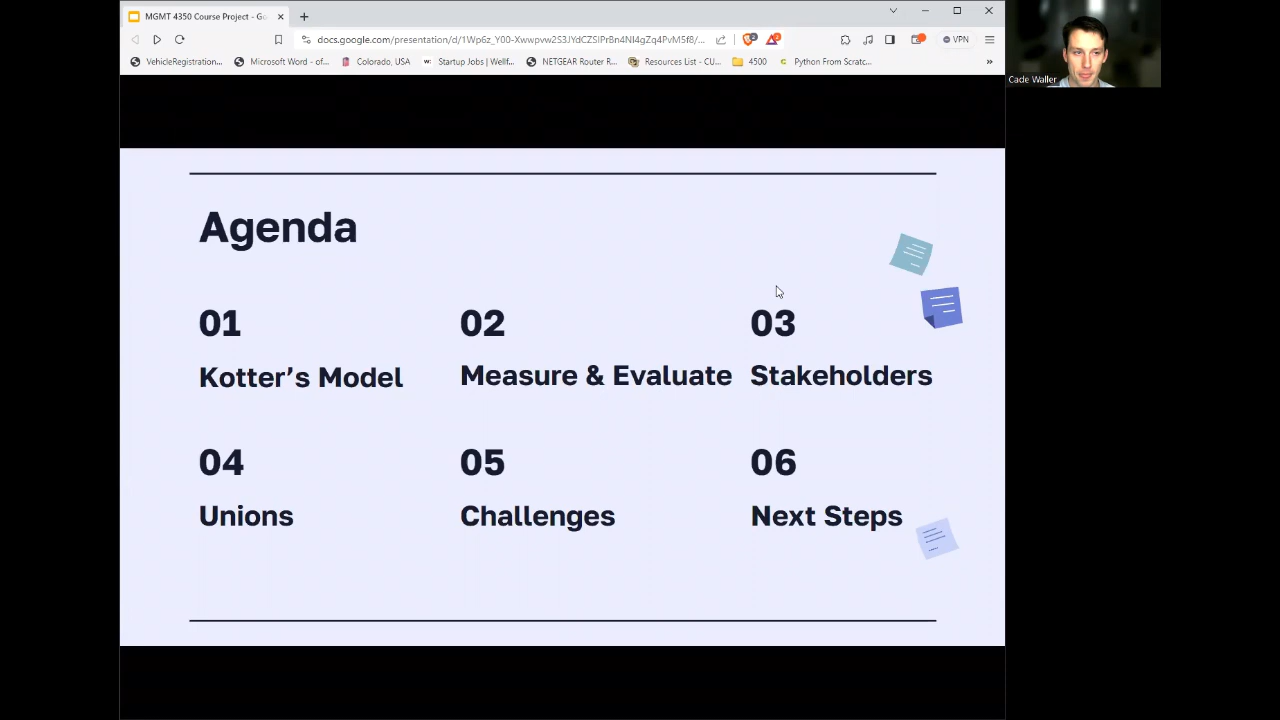 MGMT 4350 Course Project - Go
docs.google.com/presentation/d/1Wp6z_Y00-Xwwpvw2S3JYdCZSIPrBn4NI4gZq4PvM5f8/...
VPN
VehicleRegistration...
Microsoft Word - of...
Colorado, USA
Startup Jobs | Wellf...
NETGEAR Router R...
Resources List - CU...
4500
Python From Scratc...
Cade Waller
Agenda
01
02
03
Kotter’s Model
Measure & Evaluate
Stakeholders
04
05
06
Unions
Challenges
Next Steps